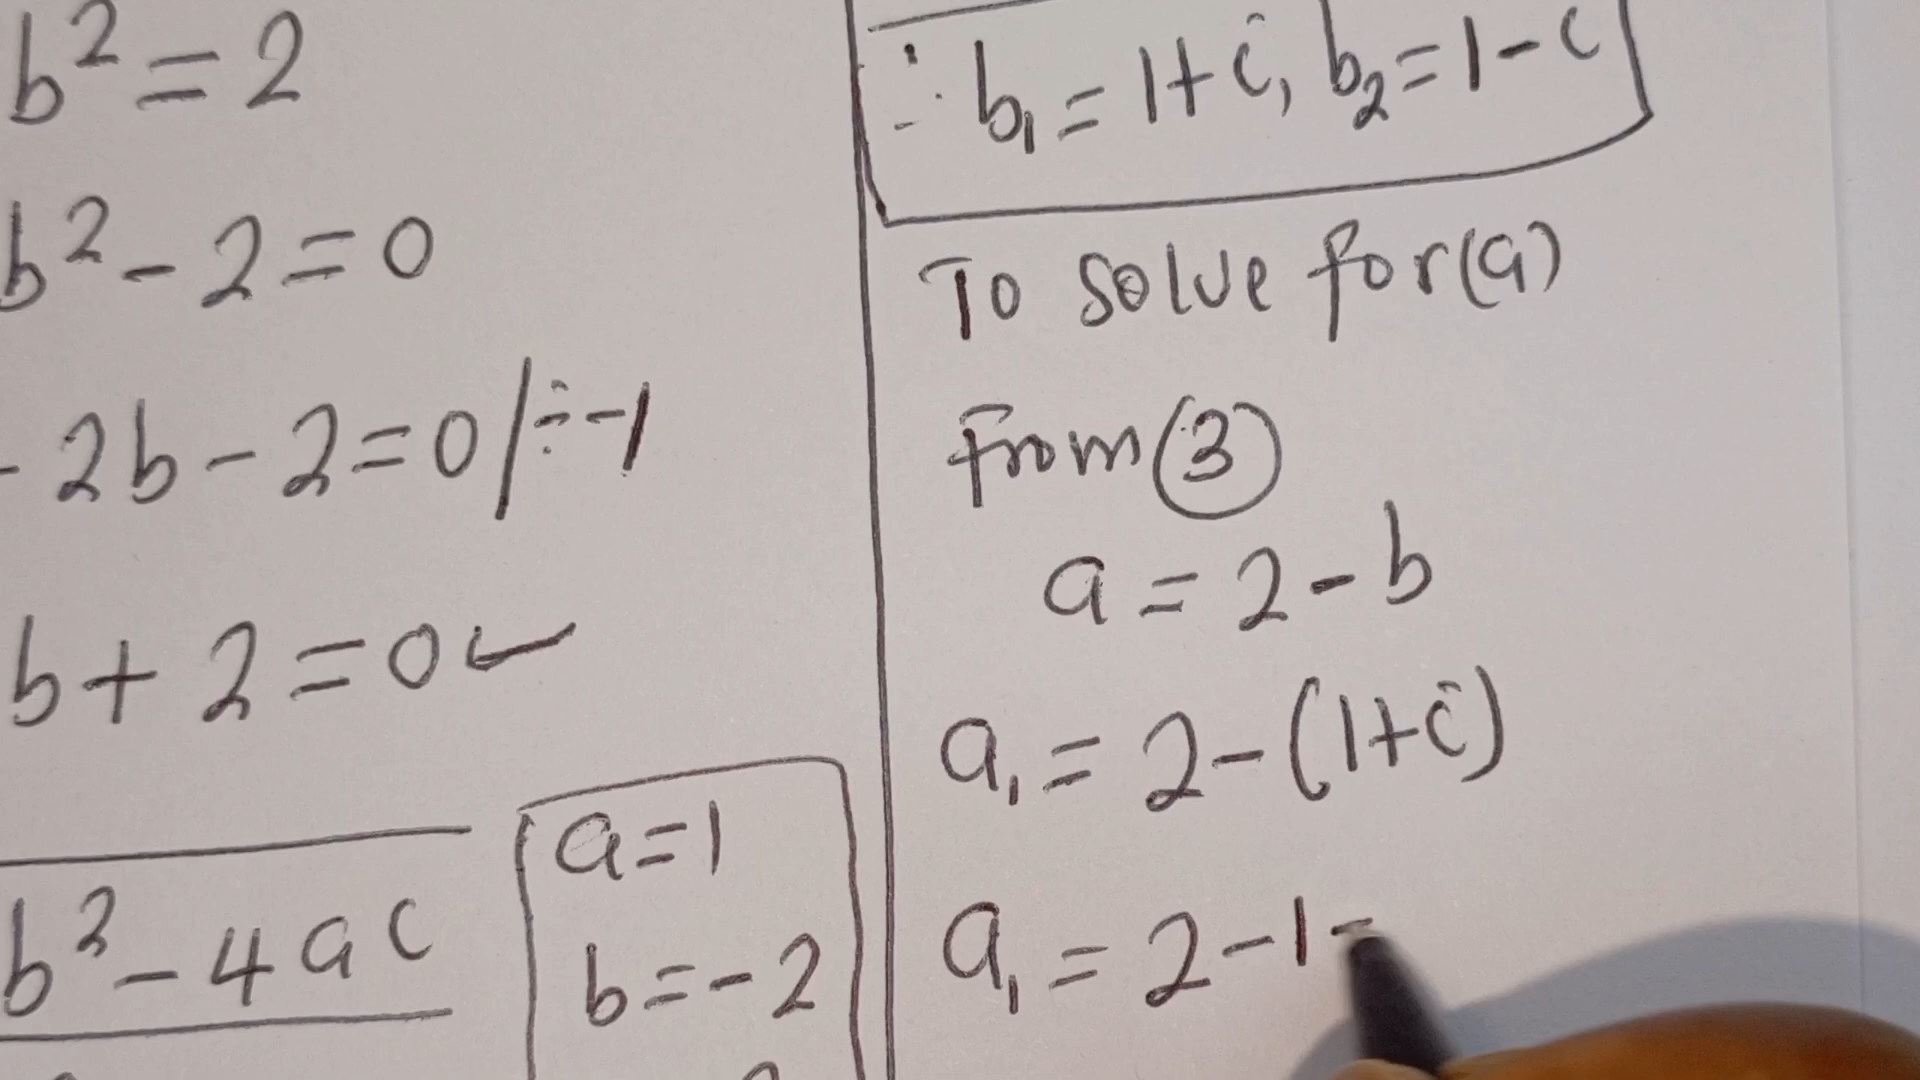 b² = 2
b² - 2 = 0
- 2b - 2 = 0 / ÷ -1
b + 2 = 0 ✓
b² - 4ac
a = 1
b = -2
∴ b₁ = 1 + i, b₂ = 1 - i
To solve for (a)
From (3)
a = 2 - b
a₁ = 2 - (1 + i)
a₁ = 2 - 1 -